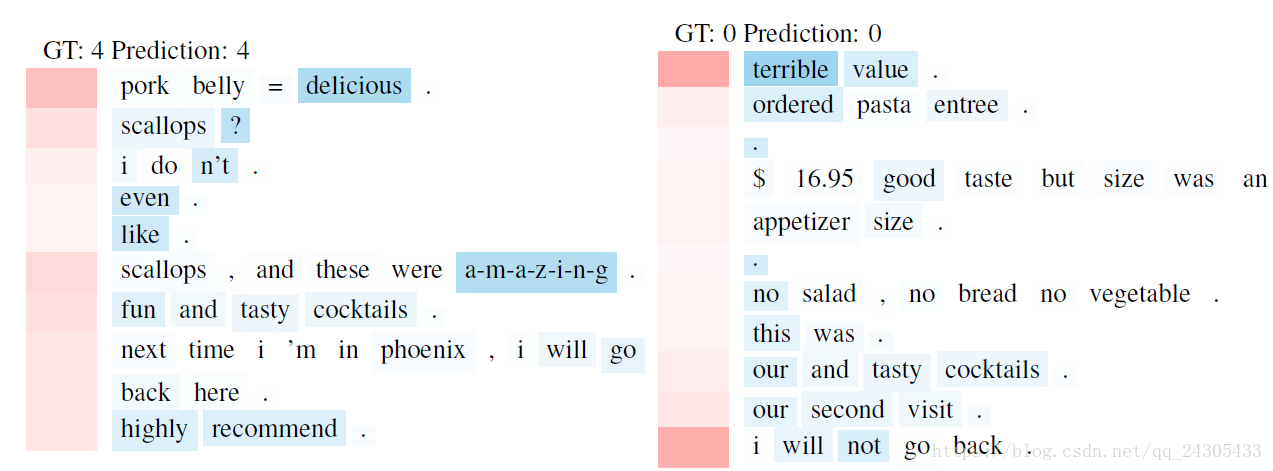 GT: 4 Prediction: 4
pork belly = delicious .
scallops ?
i do n't .
even .
like .
scallops , and these were a-m-a-z-i-n-g .
fun and tasty cocktails .
next time i 'm in phoenix , i will go
back here .
highly recommend .
GT: 0 Prediction: 0
terrible value .
ordered pasta entree .
.
$ 16.95 good taste but size was an
appetizer size .
.
no salad , no bread no vegetable .
this was .
our and tasty cocktails .
our second visit .
i will not go back .
https://blog.csdn.net/qq_24305433